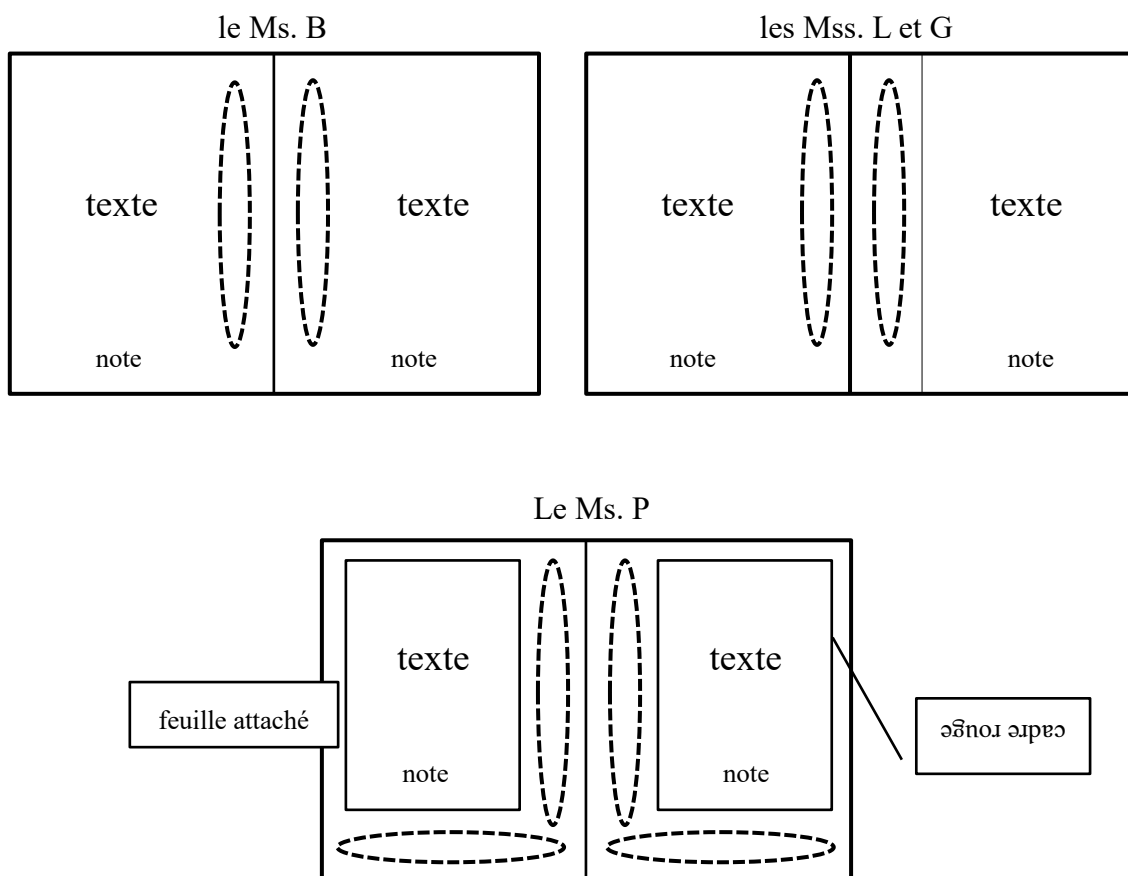 le Ms. B
les Mss. L et G
texte
texte
texte
texte
note
note
note
note
Le Ms. P
texte
texte
feuille attaché
cadre rouge
note
note